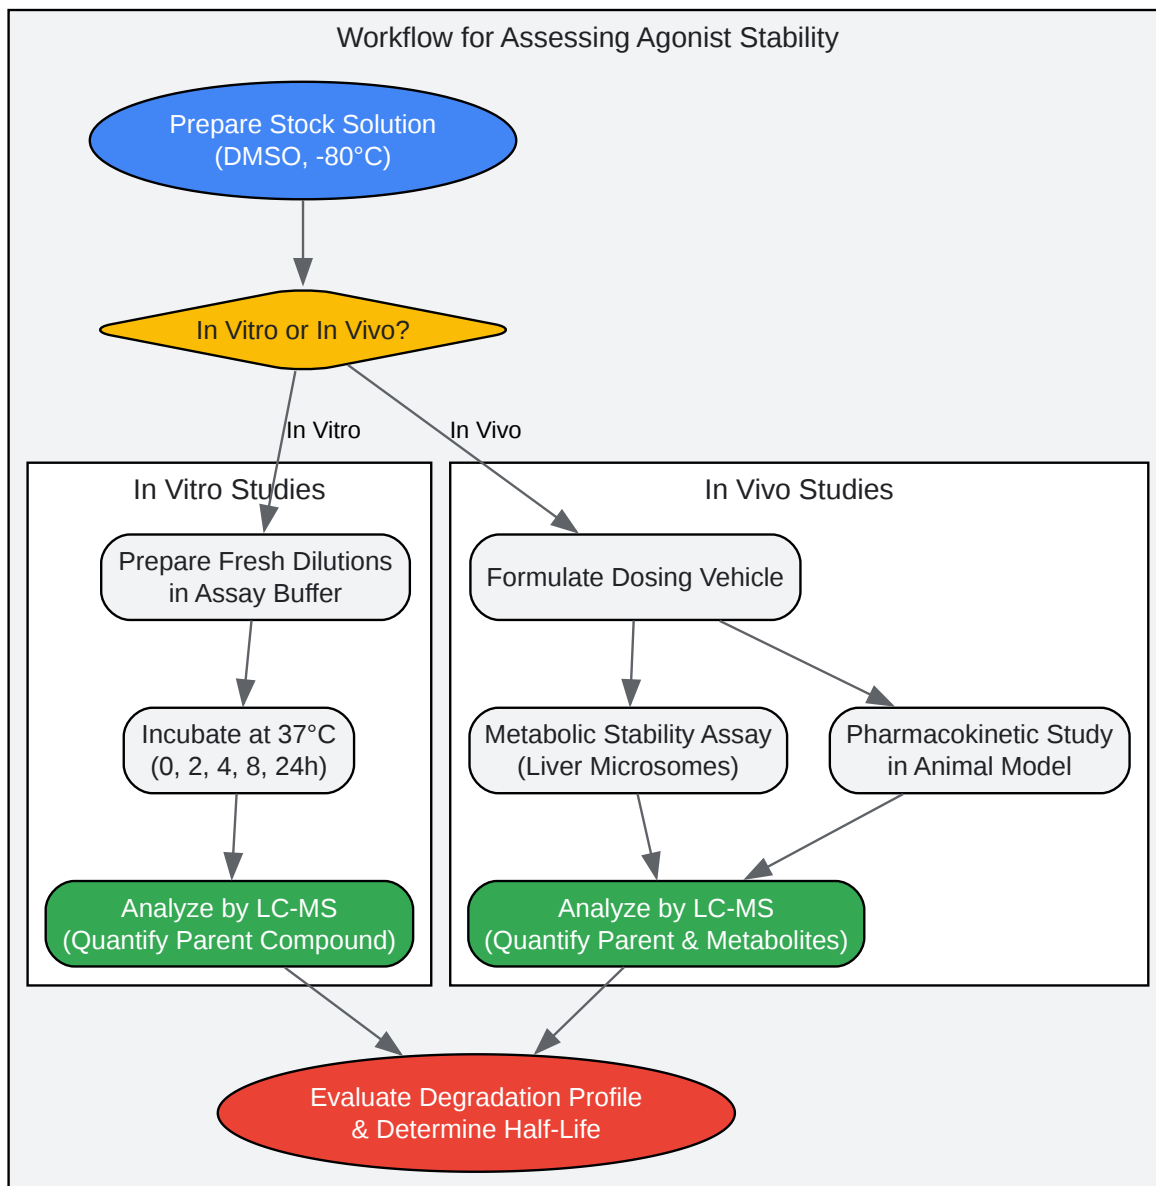 Workflow for Assessing Agonist Stability
Prepare Stock Solution
(DMSO, -80°C)
In Vitro or In Vivo?
In Vitro
In Vivo
In Vitro Studies
Prepare Fresh Dilutions
in Assay Buffer
Incubate at 37°C
(0, 2, 4, 8, 24h)
Analyze by LC-MS
(Quantify Parent Compound)
In Vivo Studies
Formulate Dosing Vehicle
Metabolic Stability Assay
(Liver Microsomes)
Pharmacokinetic Study
in Animal Model
Analyze by LC-MS
(Quantify Parent & Metabolites)
Evaluate Degradation Profile
& Determine Half-Life